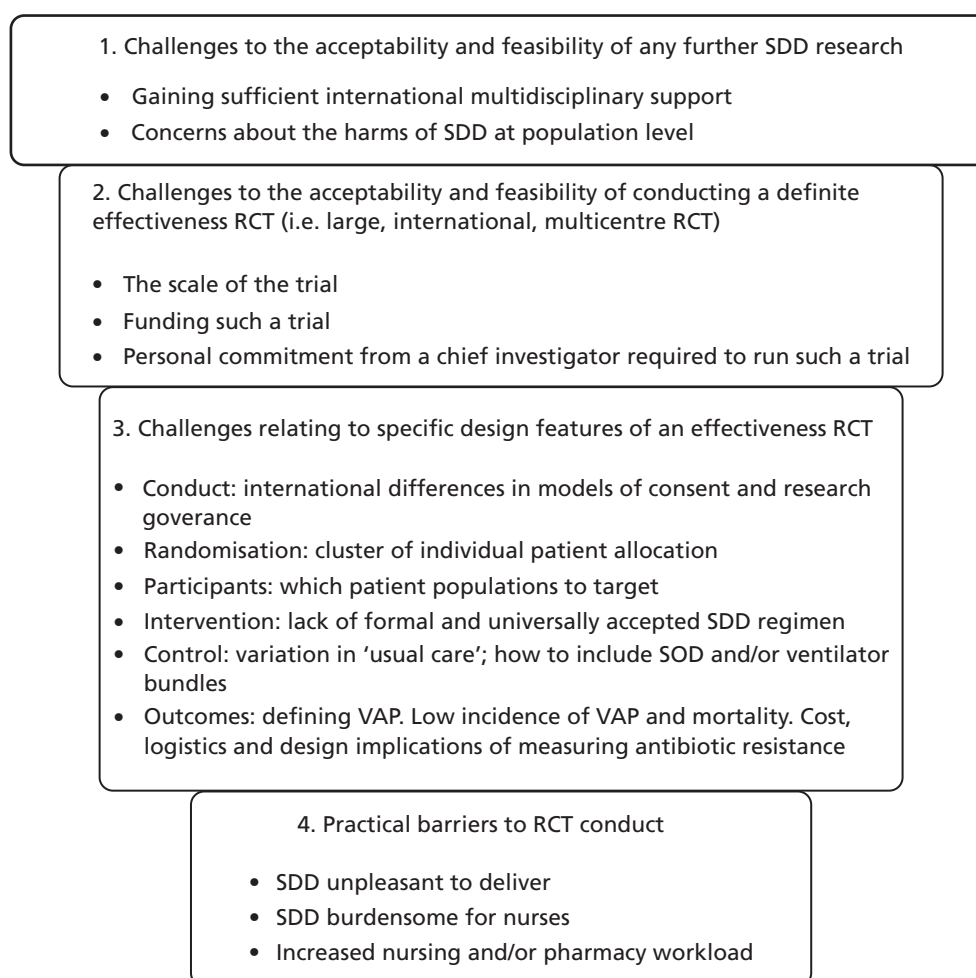 1. Challenges to the acceptability and feasibility of any further SDD research
• Gaining sufficient international multidisciplinary support
• Concerns about the harms of SDD at population level
2. Challenges to the acceptability and feasibility of conducting a definite
effectiveness RCT (i.e. large, international, multicentre RCT)
• The scale of the trial
• Funding such a trial
• Personal commitment from a chief investigator required to run such a trial
3. Challenges relating to specific design features of an effectiveness RCT
• Conduct: international differences in models of consent and research
goverance
• Randomisation: cluster of individual patient allocation
• Participants: which patient populations to target
• Intervention: lack of formal and universally accepted SDD regimen
• Control: variation in ‘usual care’; how to include SOD and/or ventilator
bundles
• Outcomes: defining VAP. Low incidence of VAP and mortality. Cost,
logistics and design implications of measuring antibiotic resistance
4. Practical barriers to RCT conduct
• SDD unpleasant to deliver
• SDD burdensome for nurses
• Increased nursing and/or pharmacy workload